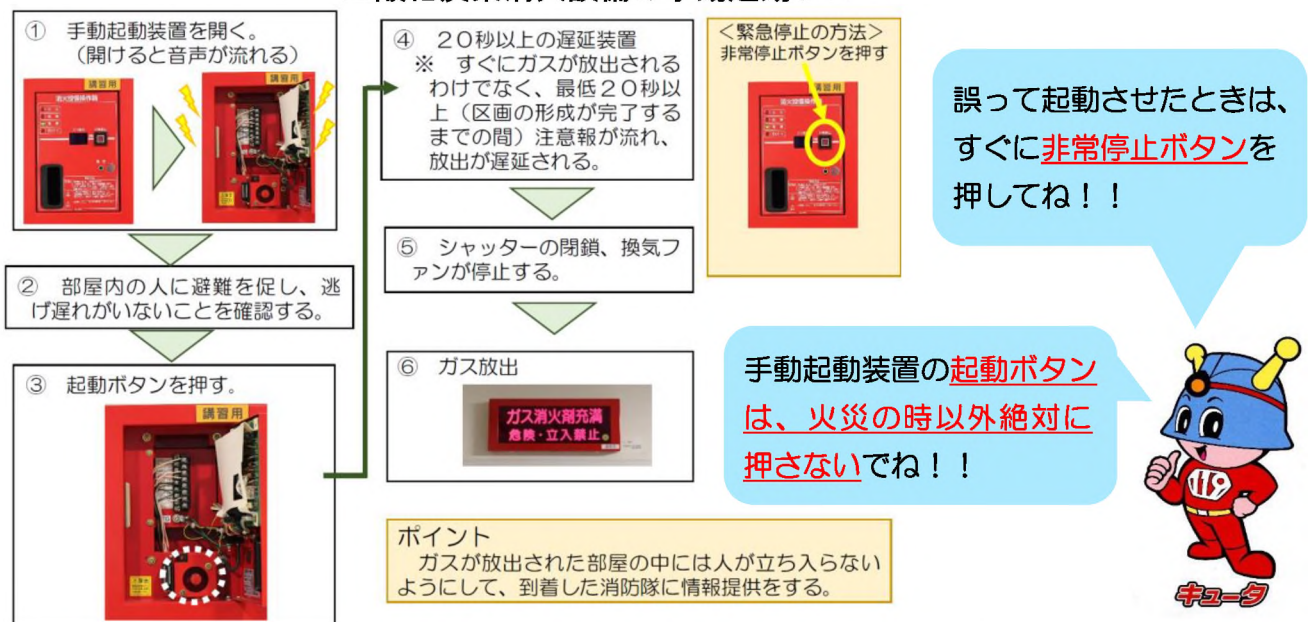 ① 手動起動装置を開く。
（開けると音声が流れる）
講習用
講習用
② 部屋内の人に避難を促し、逃
げ遅れがいないことを確認する。
③ 起動ボタンを押す。
講習用
④ ２０秒以上の遅延装置
※ すぐにガスが放出される
わけでなく、最低２０秒以
上（区画の形成が完了する
までの間）注意報が流れ、
放出が遅延される。
⑤ シャッターの閉鎖、換気フ
ァンが停止する。
⑥ ガス放出
ガス消火剤充満
危険・立入禁止
＜緊急停止の方法＞
非常停止ボタンを押す
講習用
ポイント
ガスが放出された部屋の中には人が立ち入らない
ようにして、到着した消防隊に情報提供をする。
誤って起動させたときは、
すぐに非常停止ボタンを
押してね！！
手動起動装置の起動ボタン
は、火災の時以外絶対に
押さないでね！！
119
キュータ